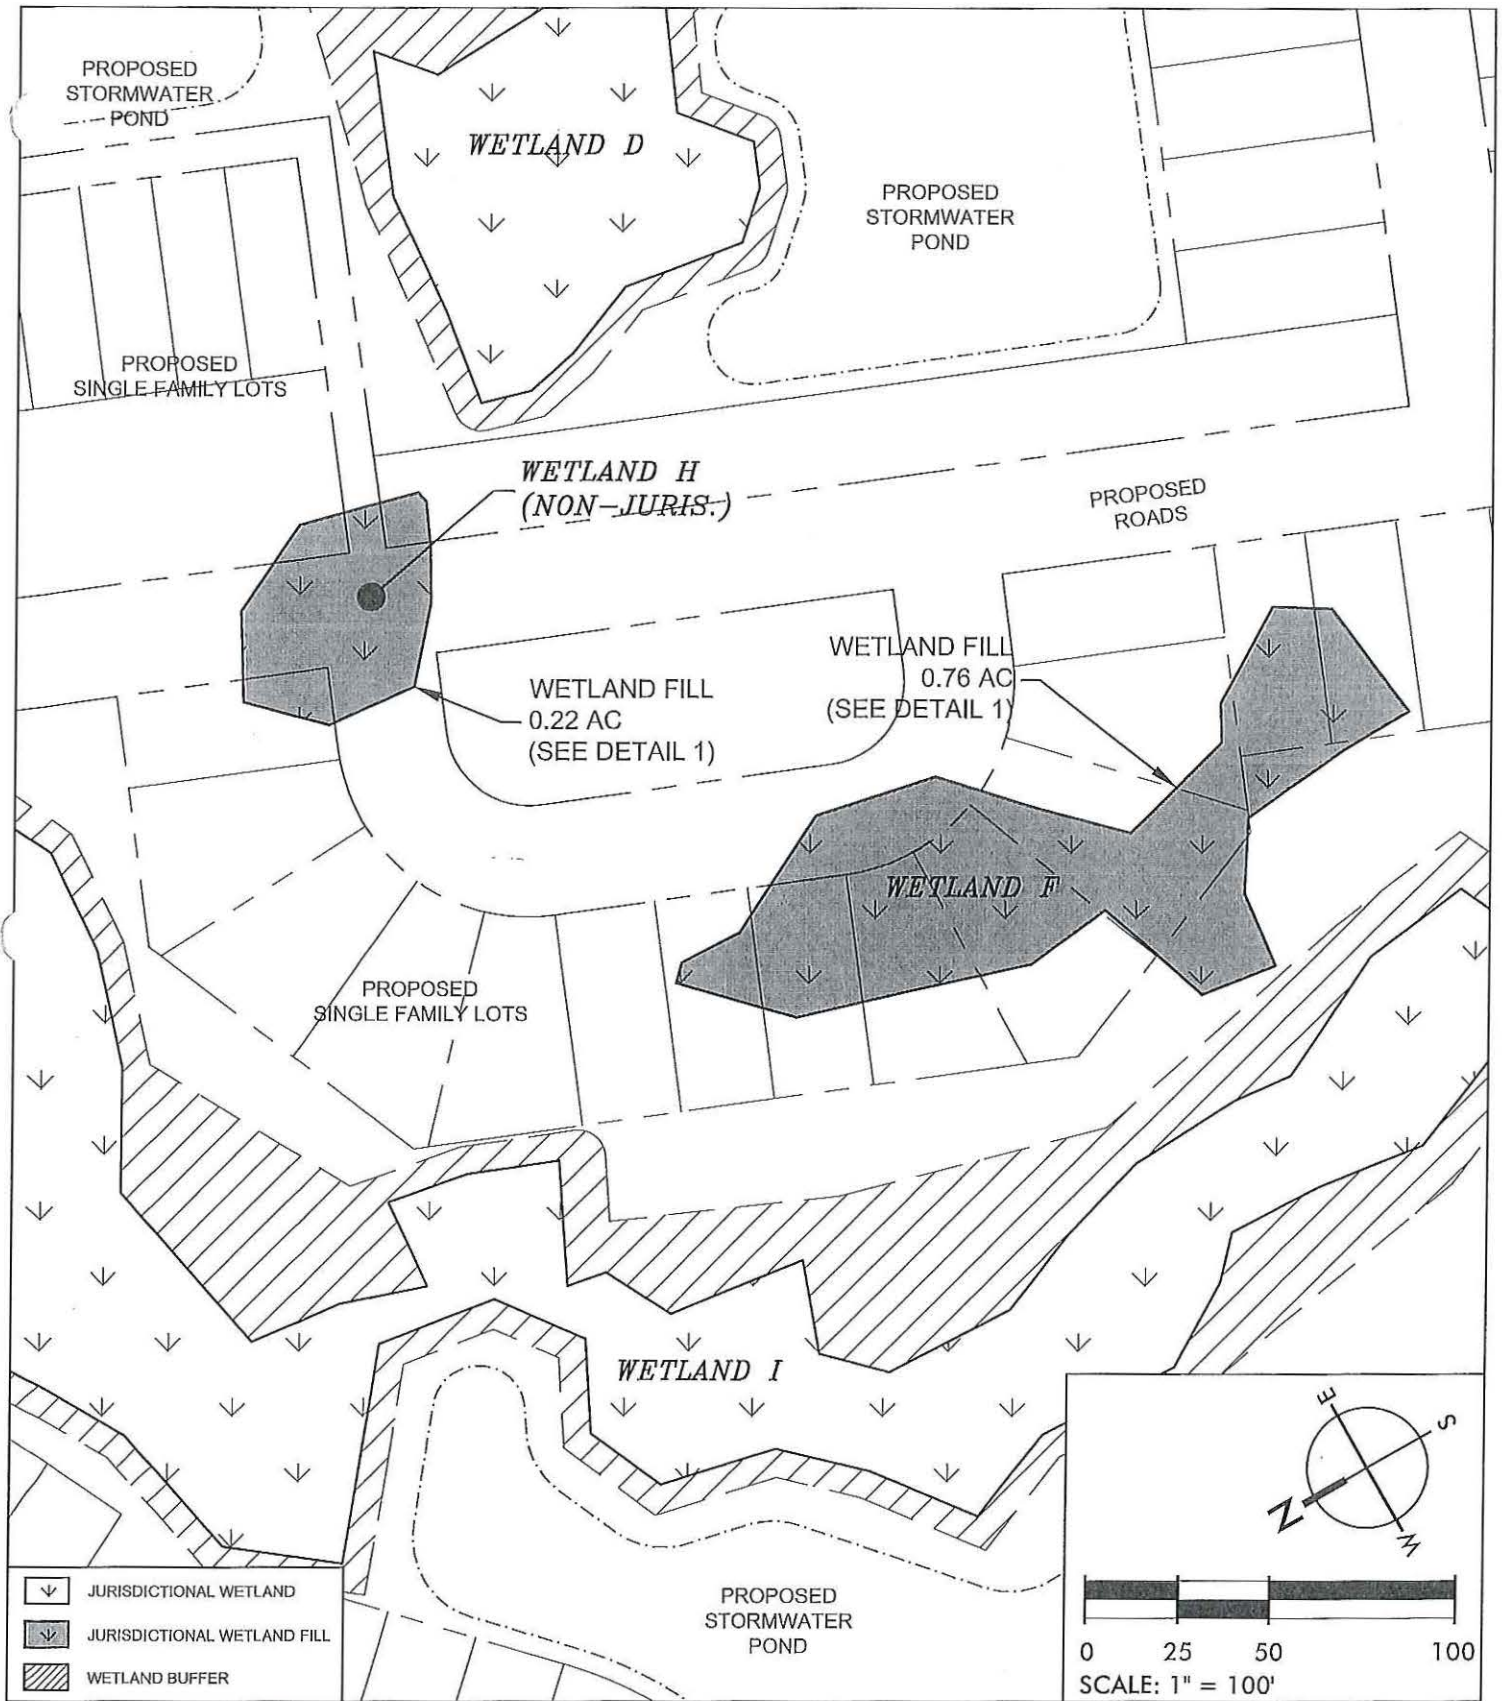 PROPOSED
STORMWATER
POND
WETLAND D
PROPOSED
STORMWATER
POND
PROPOSED
SINGLE FAMILY LOTS
WETLAND H
(NON-JURIS.)
PROPOSED
ROADS
WETLAND FILL
0.76 AC
(SEE DETAIL 1)
WETLAND FILL
0.22 AC
(SEE DETAIL 1)
WETLAND F
PROPOSED
SINGLE FAMILY LOTS
WETLAND I
E
S
N
W
PROPOSED
STORMWATER
POND
JURISDICTIONAL WETLAND
JURISDICTIONAL WETLAND FILL
WETLAND BUFFER
0 25 50 100
SCALE: 1" = 100'